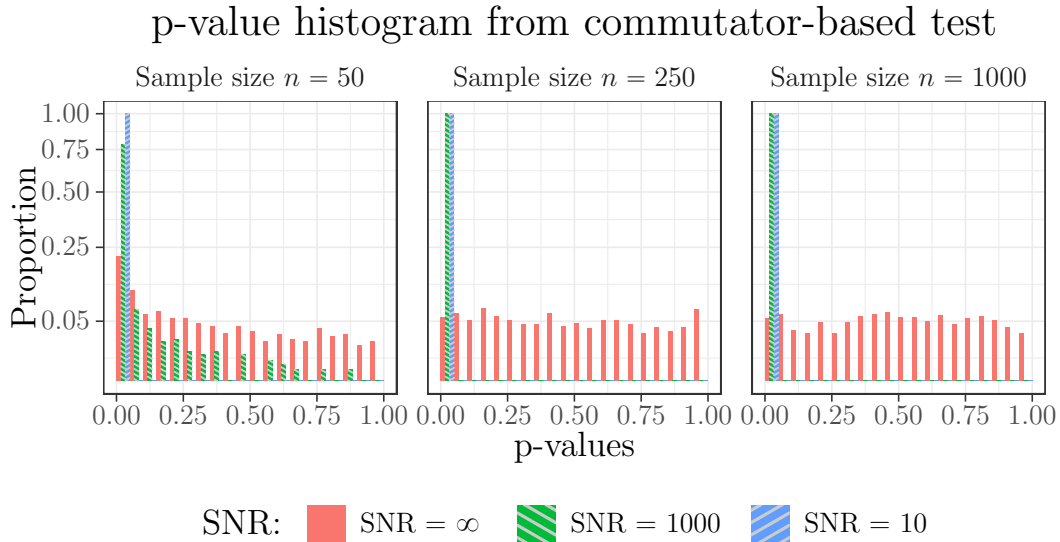 p-value histogram from commutator-based test
Sample size n = 50
Sample size n = 250
Sample size n = 1000
Proportion
1.00
0.75
0.50
0.25
0.05
0.00 0.25 0.50 0.75 1.00
0.00 0.25 0.50 0.75 1.00
0.00 0.25 0.50 0.75 1.00
p-values
SNR: SNR = ∞ SNR = 1000 SNR = 10